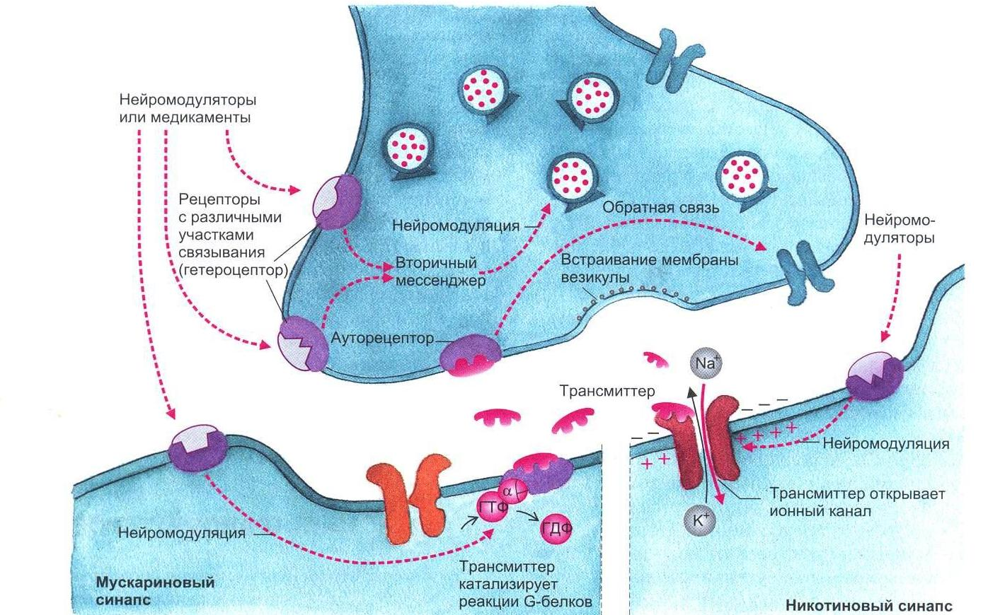 Нейромодуляторы
или медикаменты
Рецепторы
с различными
участками
связывания
(гетероцептор)
Нейромодуляция
Обратная связь
Вторичный
мессенджер
Встраивание мембраны
везикулы
Ауторецептор
Нейромо-
дуляторы
Трансмиттер
Na+
− − −
− −
+ + + +
+ +
Нейромодуляция
Трансмиттер открывает
ионный канал
K+
α
ГТФ
ГДФ
Нейромодуляция
Трансмиттер
катализирует
реакции G-белков
Мускариновый
синапс
Никотиновый синапс